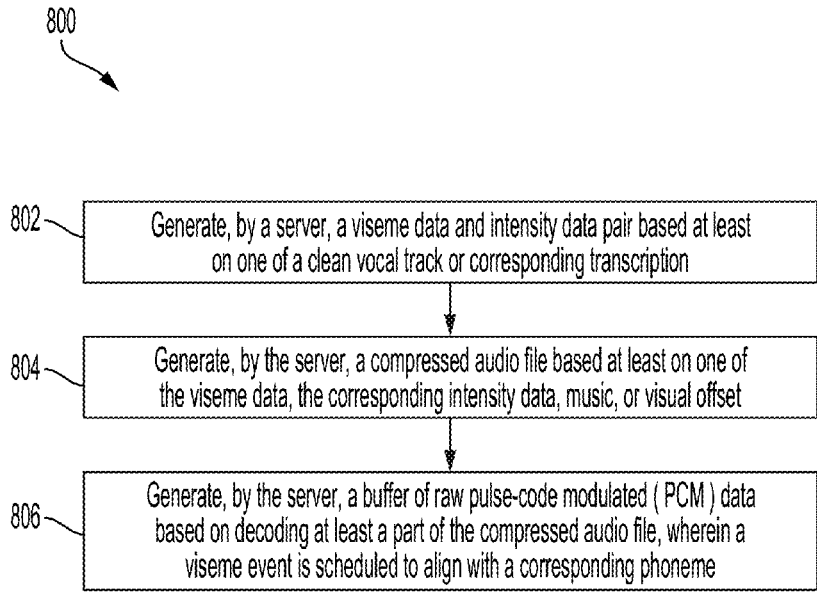 800
802
Generate, by a server, a viseme data and intensity data pair based at least
on one of a clean vocal track or corresponding transcription
804
Generate, by the server, a compressed audio file based at least on one of
the viseme data, the corresponding intensity data, music, or visual offset
806
Generate, by the server, a buffer of raw pulse-code modulated ( PCM ) data
based on decoding at least a part of the compressed audio file, wherein a
viseme event is scheduled to align with a corresponding phoneme